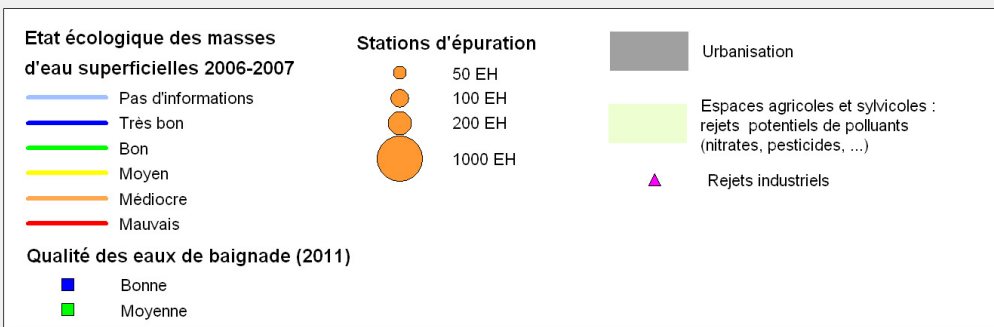 Etat écologique des masses
d'eau superficielles 2006-2007
Pas d'informations
Très bon
Bon
Moyen
Médiocre
Mauvais
Qualité des eaux de baignade (2011)
Bonne
Moyenne
Stations d'épuration
50 EH
100 EH
200 EH
1000 EH
Urbanisation
Espaces agricoles et sylvicoles :
rejets potentiels de polluants
(nitrates, pesticides, ...)
Rejets industriels